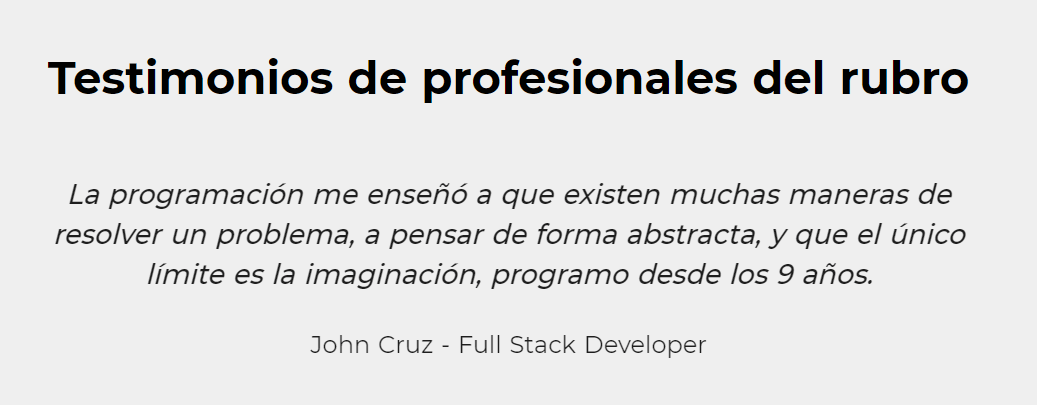 Testimonios de profesionales del rubro
La programación me enseñó a que existen muchas maneras de
resolver un problema, a pensar de forma abstracta, y que el único
límite es la imaginación, programo desde los 9 años.
John Cruz - Full Stack Developer